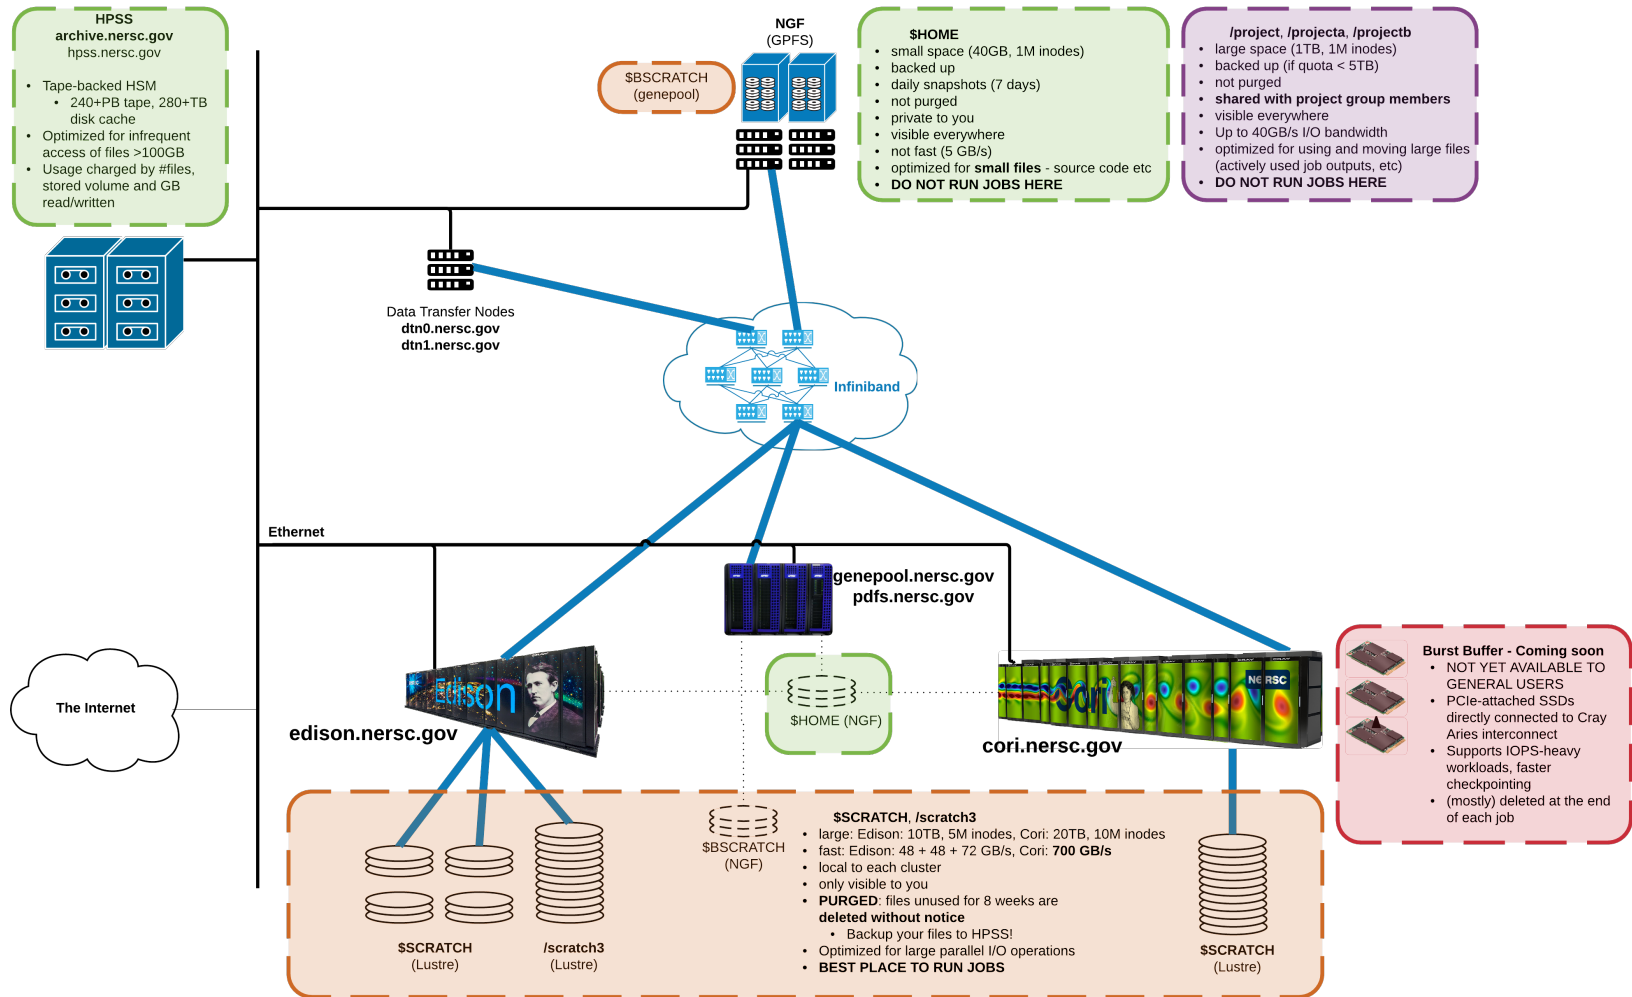 HPSS
archive.nersc.gov
hpss.nersc.gov
• Tape-backed HSM
• 240+PB tape, 280+TB
disk cache
• Optimized for infrequent
access of files >100GB
• Usage charged by #files,
stored volume and GB
read/written
NGF
(GPFS)
$BSCRATCH
(genepool)
$HOME
• small space (40GB, 1M inodes)
• backed up
• daily snapshots (7 days)
• not purged
• private to you
• visible everywhere
• not fast (5 GB/s)
• optimized for small files - source code etc
• DO NOT RUN JOBS HERE
/project, /projecta, /projectb
• large space (1TB, 1M inodes)
• backed up (if quota < 5TB)
• not purged
• shared with project group members
• visible everywhere
• Up to 40GB/s I/O bandwidth
• optimized for using and moving large files
(actively used job outputs, etc)
• DO NOT RUN JOBS HERE
Data Transfer Nodes
dtn0.nersc.gov
dtn1.nersc.gov
Infiniband
Ethernet
genepool.nersc.gov
pdfs.nersc.gov
The Internet
Edison
edison.nersc.gov
$HOME (NGF)
Cori
NERSC
cori.nersc.gov
Burst Buffer - Coming soon
• NOT YET AVAILABLE TO
GENERAL USERS
• PCIe-attached SSDs
directly connected to Cray
Aries interconnect
• Supports IOPS-heavy
workloads, faster
checkpointing
• (mostly) deleted at the end
of each job
$SCRATCH
(Lustre)
/scratch3
(Lustre)
$BSCRATCH
(NGF)
$SCRATCH, /scratch3
• large: Edison: 10TB, 5M inodes, Cori: 20TB, 10M inodes
• fast: Edison: 48 + 48 + 72 GB/s, Cori: 700 GB/s
• local to each cluster
• only visible to you
• PURGED: files unused for 8 weeks are
deleted without notice
• Backup your files to HPSS!
• Optimized for large parallel I/O operations
• BEST PLACE TO RUN JOBS
$SCRATCH
(Lustre)